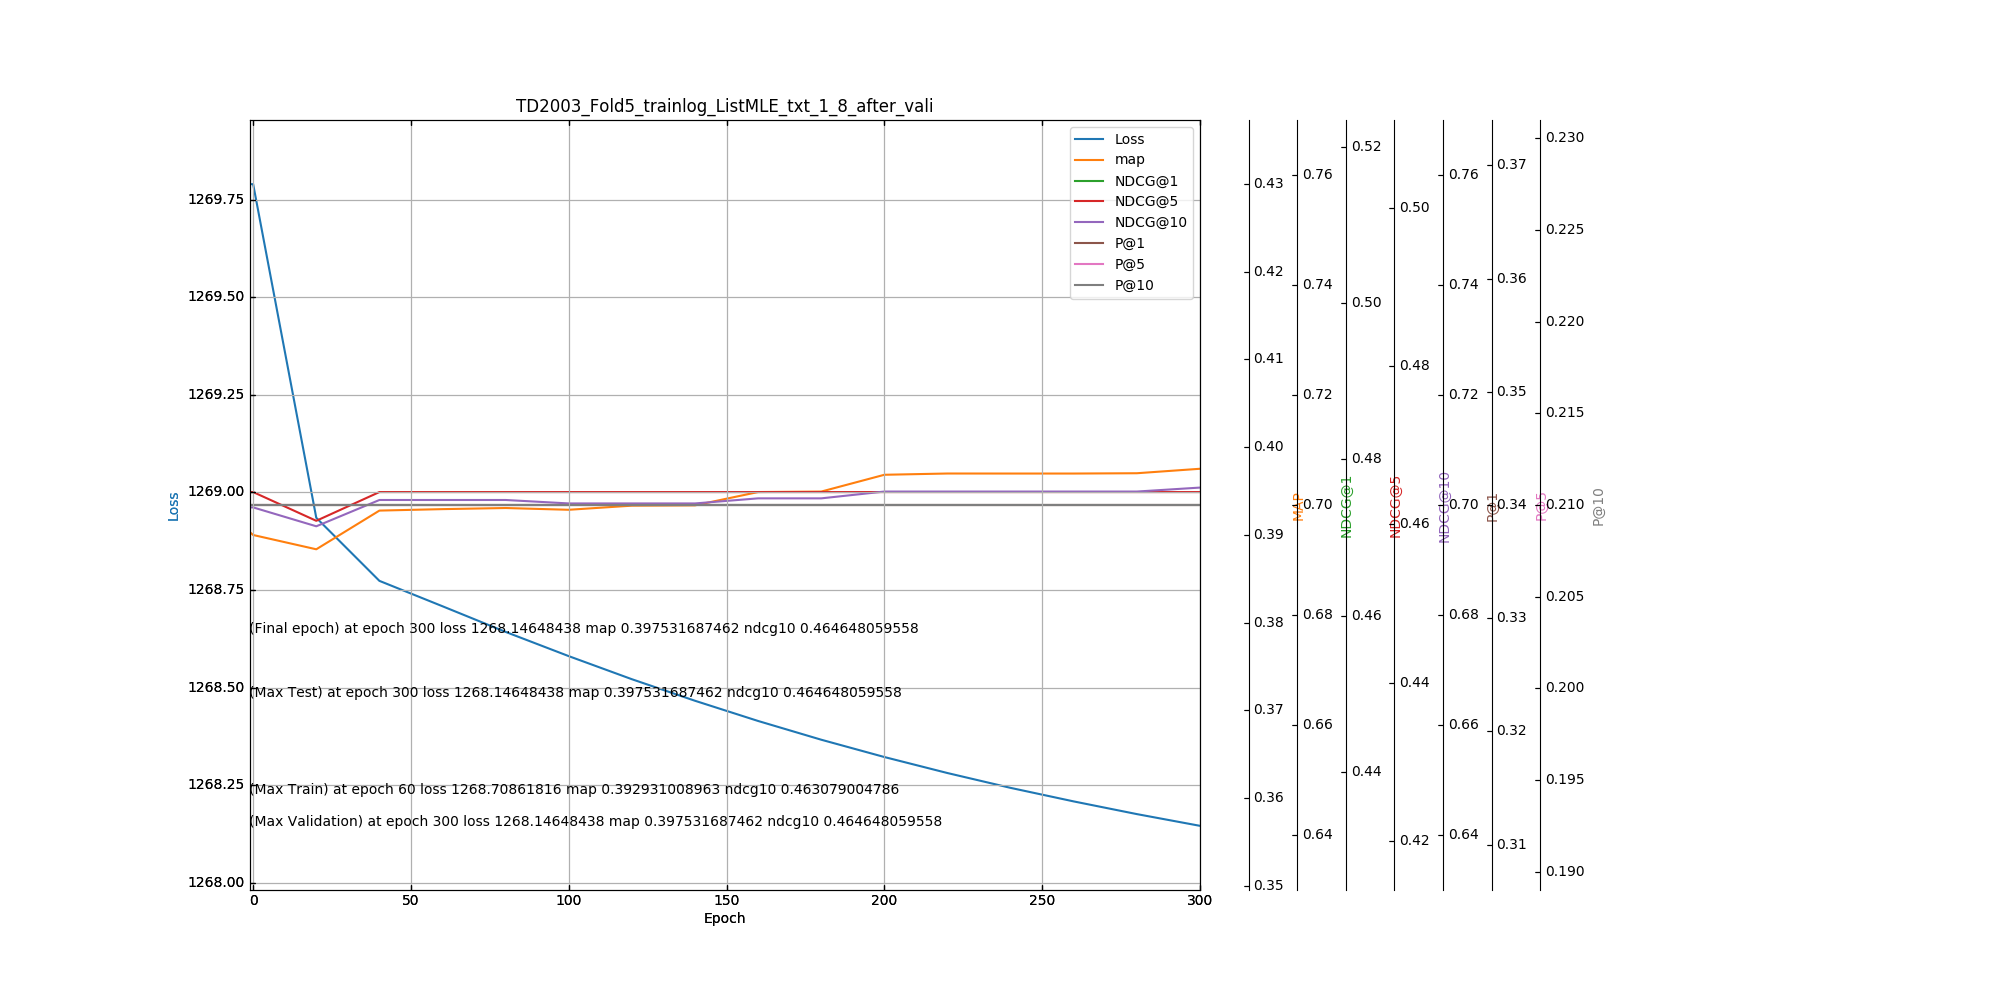 TD2003_Fold5_trainlog_ListMLE_txt_1_8_after_vali
Loss
map
NDCG@1
NDCG@5
NDCG@10
P@1
P@5
P@10
1269.75
1269.50
1269.25
1269.00
1268.75
1268.50
1268.25
1268.00
Loss
(Final epoch) at epoch 300 loss 1268.14648438 map 0.397531687462 ndcg10 0.464648059558
(Max Test) at epoch 300 loss 1268.14648438 map 0.397531687462 ndcg10 0.464648059558
(Max Train) at epoch 60 loss 1268.70861816 map 0.392931008963 ndcg10 0.463079004786
(Max Validation) at epoch 300 loss 1268.14648438 map 0.397531687462 ndcg10 0.464648059558
0 50 100 150 200 250 300
Epoch
0.43
0.42
0.41
0.40
0.39
0.38
0.37
0.36
0.35
MAP
0.76
0.74
0.72
0.70
0.68
0.66
0.64
NDCG@1
0.52
0.50
0.48
0.46
0.44
NDCG@5
0.50
0.48
0.46
0.44
0.42
NDCG@10
0.76
0.74
0.72
0.70
0.68
0.66
0.64
P@1
0.37
0.36
0.35
0.34
0.33
0.32
0.31
P@5
0.230
0.225
0.220
0.215
0.210
0.205
0.200
0.195
0.190
P@10